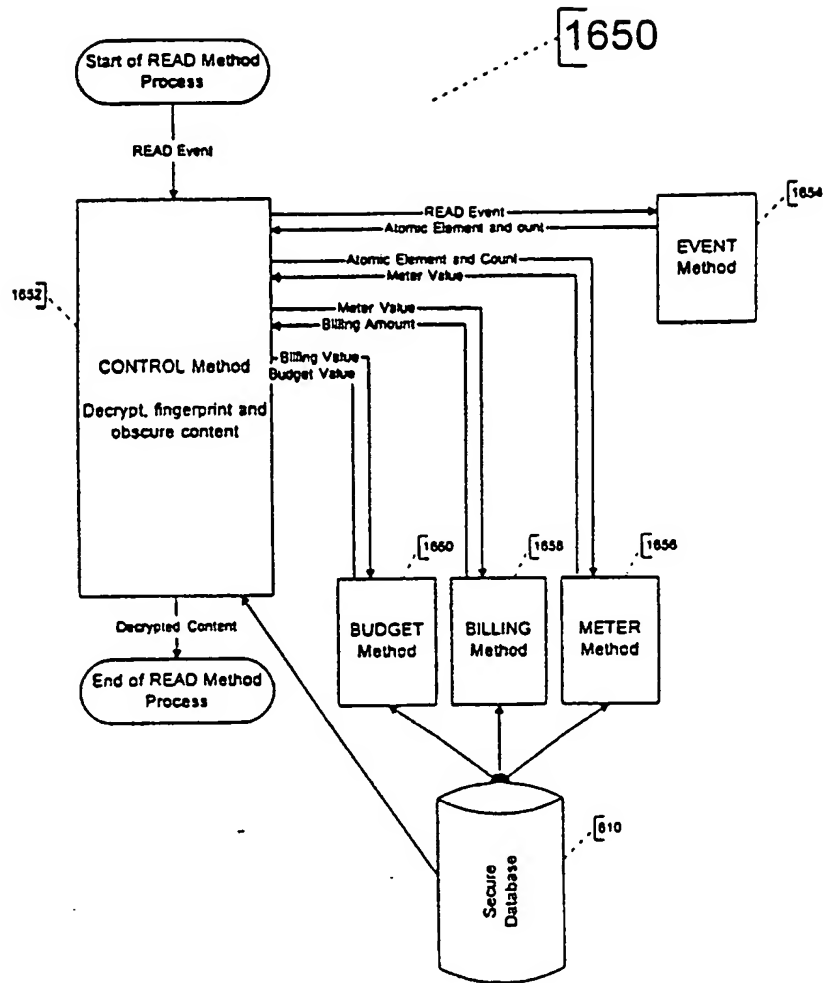 1650
Start of READ Method
Process
READ Event
READ Event
Atomic Element and ount
1654
EVENT
Method
Atomic Element and Count
Meter Value
1652
Meter Value
Billing Amount
CONTROL Method
Decrypt, fingerprint and
obscure content
Billing Value
Budget Value
1660
1658
1656
BUDGET
Method
BILLING
Method
METER
Method
Decrypted Content
End of READ Method
Process
610
Secure
Database